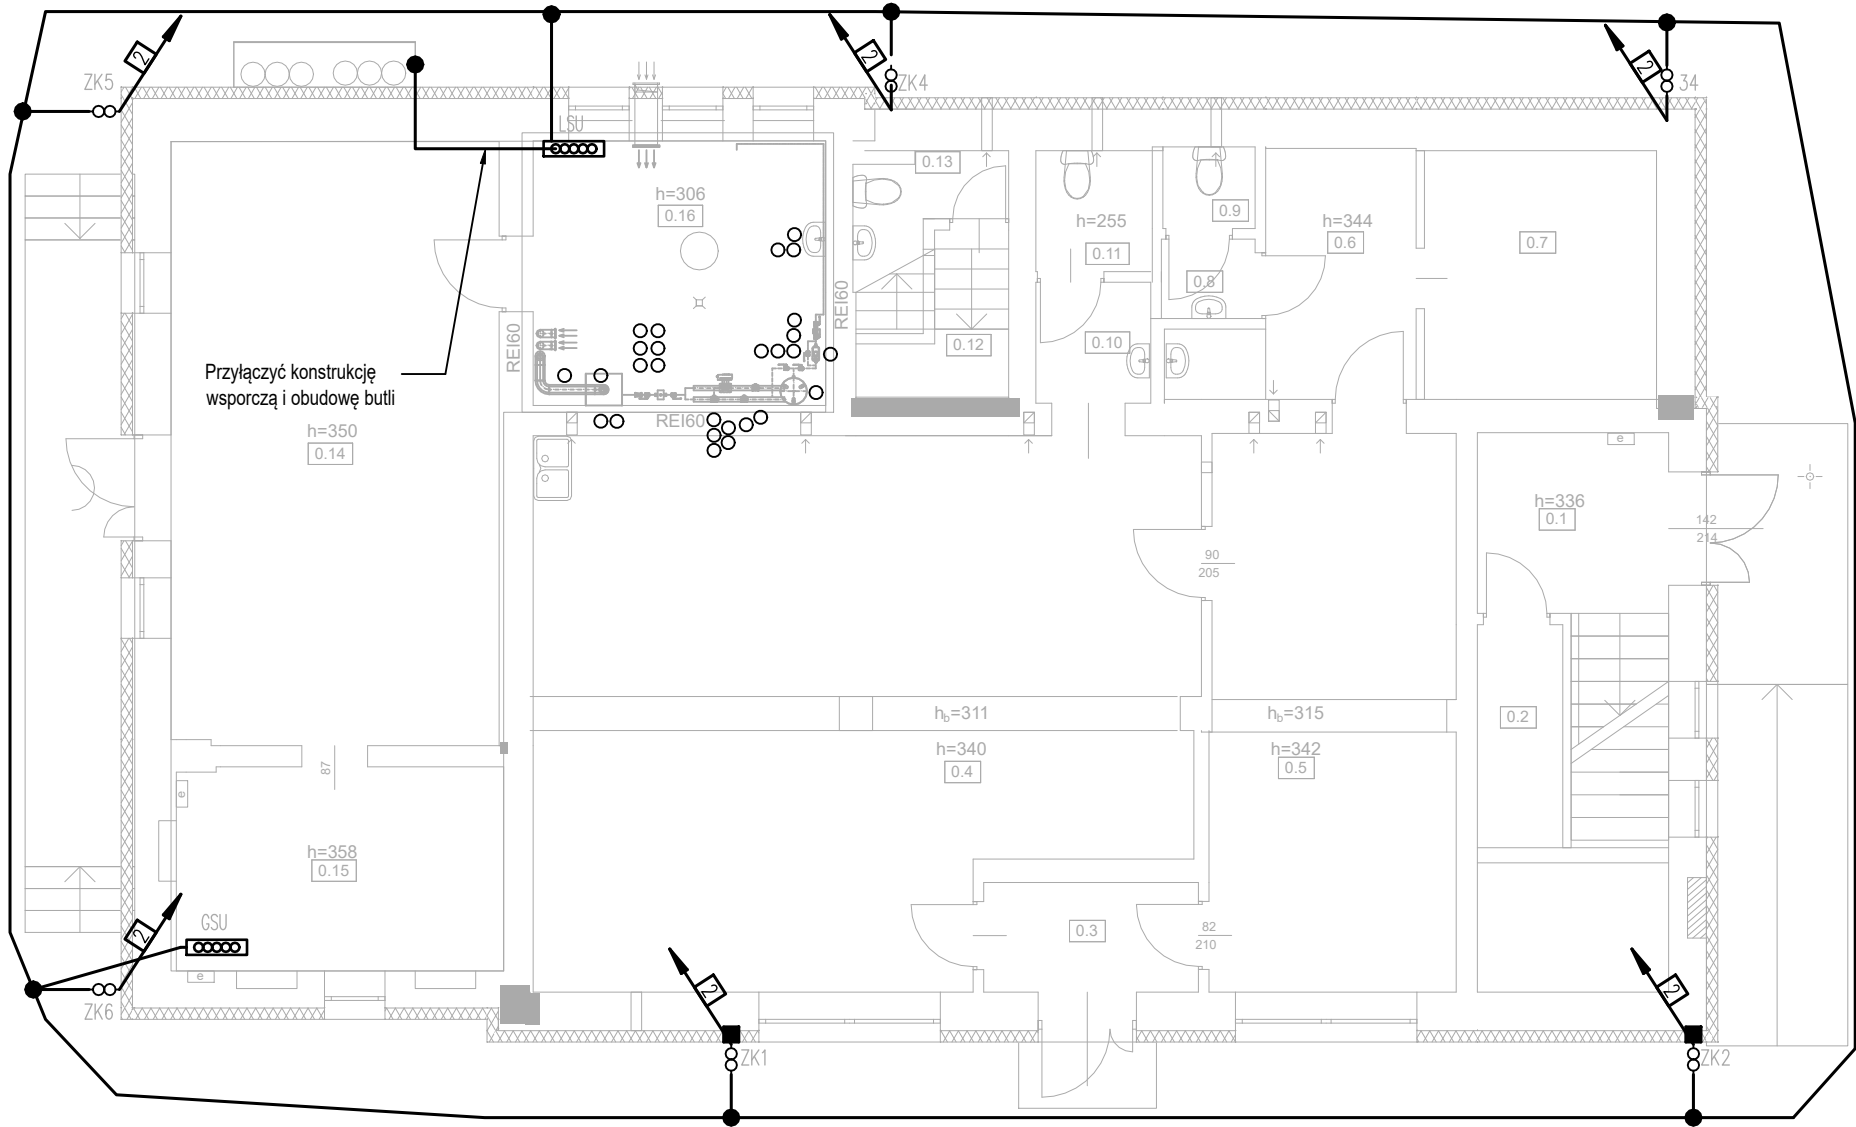 2
2
2
ZK5
ZK4
34
LSU
0.13
h=306
0.16
0.9
h=255
h=344
0.11
0.6
0.7
0.8
REI60
REI60
0.12
0.10
Przyłączyć konstrukcję
wsporczą i obudowę butli
REI60
h=350
0.14
e
h=336
0.1
142
214
90
205
hb=311
hb=315
0.2
h=340
0.4
h=342
0.5
87
e
h=358
0.15
GSU
2
82
210
0.3
e
2
2
ZK6
ZK1
ZK2